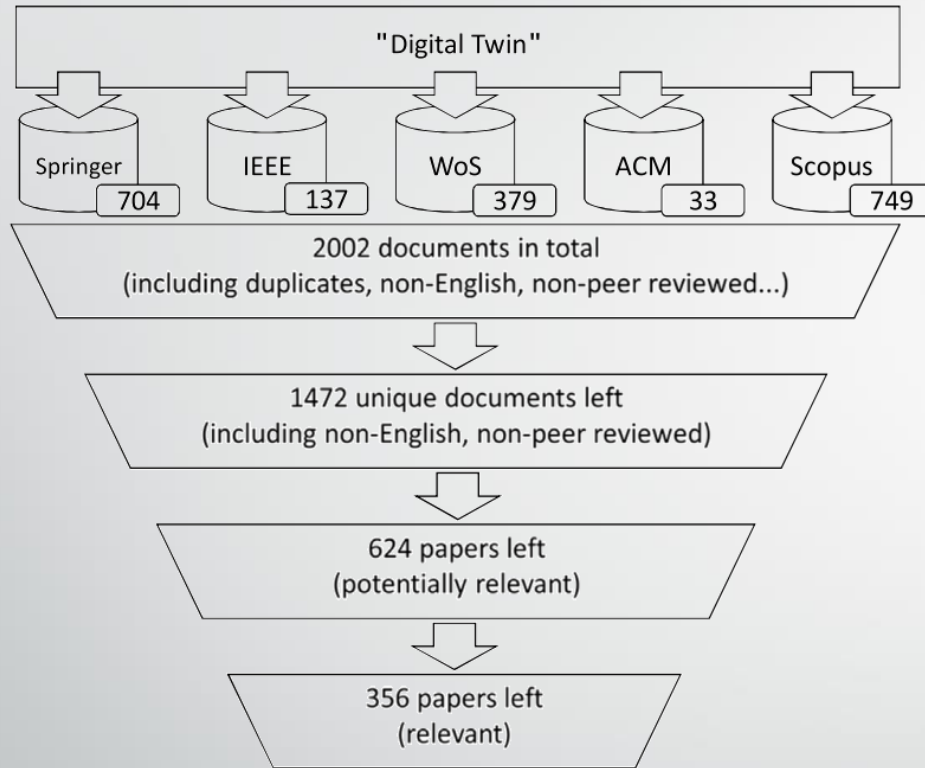 "Digital Twin"
Springer
704
IEEE
137
WoS
379
ACM
33
Scopus
749
2002 documents in total
(including duplicates, non-English, non-peer reviewed...)
1472 unique documents left
(including non-English, non-peer reviewed)
624 papers left
(potentially relevant)
356 papers left
(relevant)